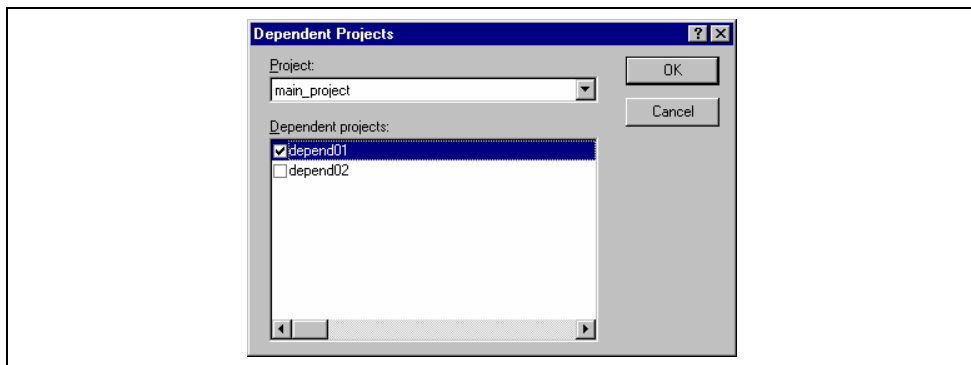 Dependent Projects
Project:
main_project
OK
Cancel
Dependent projects:
depend01
depend02